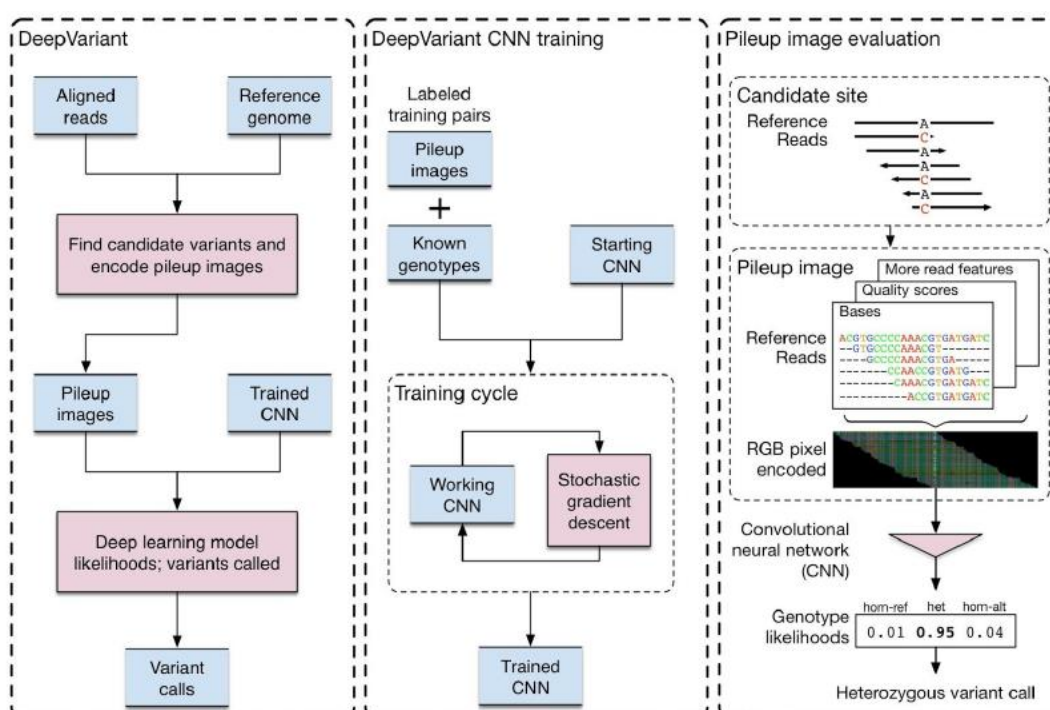 DeepVariant
Aligned
reads
Reference
genome
Find candidate variants and
encode pileup images
Pileup
images
Trained
CNN
Deep learning model
likelihoods; variants called
Variant
calls
DeepVariant CNN training
Labeled
training pairs
Pileup
images
+
Known
genotypes
Starting
CNN
Training cycle
Working
CNN
Stochastic
gradient
descent
Trained
CNN
Pileup image evaluation
Candidate site
Reference
Reads
A
C
A
A
C
A
C
Pileup image
More read features
Quality scores
Bases
Reference
Reads
ACGTGCCCCAAACGTGATGATC
--GTGCCCCAAACGT-------
----GCCCCAAACGTGA-----
-------CCAACCGTGATG---
--------CAAACGTGATGATC
----------ACCGTGATGATC
RGB pixel
encoded
Convolutional
neural network
(CNN)
Genotype
likelihoods
hom-ref het hom-alt
0.01 0.95 0.04
Heterozygous variant call